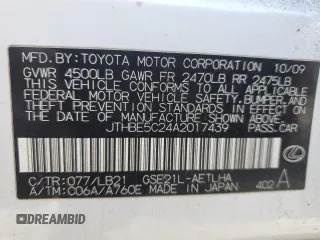 MFD.BY:TOYOTA MOTOR CORPORATION 10/09
GVWR 4500LB GAWR FR 2470LB RR 2475LB
THIS VEHICLE CONFORMS TO ALL APPLICABLE
FEDERAL MOTOR VEHICLE SAFETY, BUMPER, AND
THEFT PREVENTION STANDARDS IN EFFECT ON
THE DATE OF MANUFACTURE SHOWN ABOVE.
JTHBE5C24A2017439 PASS.CAR
C/TR:077/LB21 GSE21L-AETLHA
A/TM:C06A/A760E MADE IN JAPAN 402 A
AUTOBIDMASTER